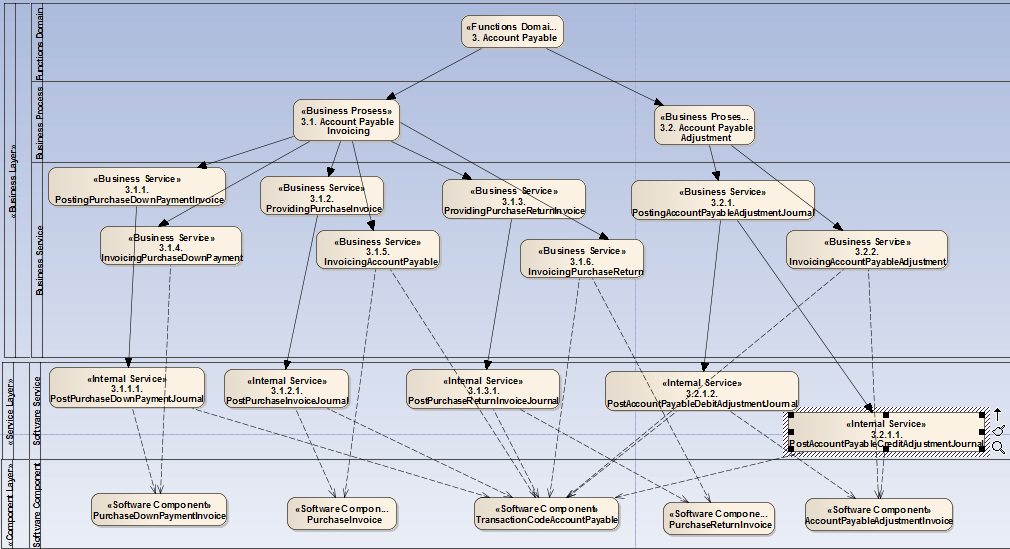 «Functions Domai...
3. Account Payable
«Business Prosess»
3.1. Account Payable
Invoicing
«Business Proses...
3.2. Account Payable
Adjustment
«Business Service»
3.1.1.
PostingPurchaseDownPaymentInvoice
«Business Service»
3.1.2.
ProvidingPurchaseInvoice
«Business Service»
3.1.3.
ProvidingPurchaseReturnInvoice
«Business Service»
3.2.1.
PostingAccountPayableAdjustmentJournal
«Business Service»
3.1.4.
InvoicingPurchaseDownPayment
«Business Service»
3.1.5.
InvoicingAccountPayable
«Business Service»
3.1.6.
InvoicingPurchaseReturn
«Business Service»
3.2.2.
InvoicingAccountPayableAdjustment
«Internal Service»
3.1.1.1.
PostPurchaseDownPaymentJournal
«Internal Service»
3.1.2.1.
PostPurchaseInvoiceJournal
«Internal Service»
3.1.3.1.
PostPurchaseReturnInvoiceJournal
«Internal Service»
3.2.1.2.
PostAccountPayableDebitAdjustmentJournal
«Internal Service»
3.2.1.1.
PostAccountPayableCreditAdjustmentJournal
«Software Component»
PurchaseDownPaymentInvoice
«Software Compon...
PurchaseInvoice
«Software Component»
TransactionCodeAccountPayable
«Software Compone...
PurchaseReturnInvoice
«Software Component»
AccountPayableAdjustmentInvoice
«Business Layer»
Functions Domain
Business Process
Business Service
«Service Layer»
Software Service
«Component Layer»
Software Component